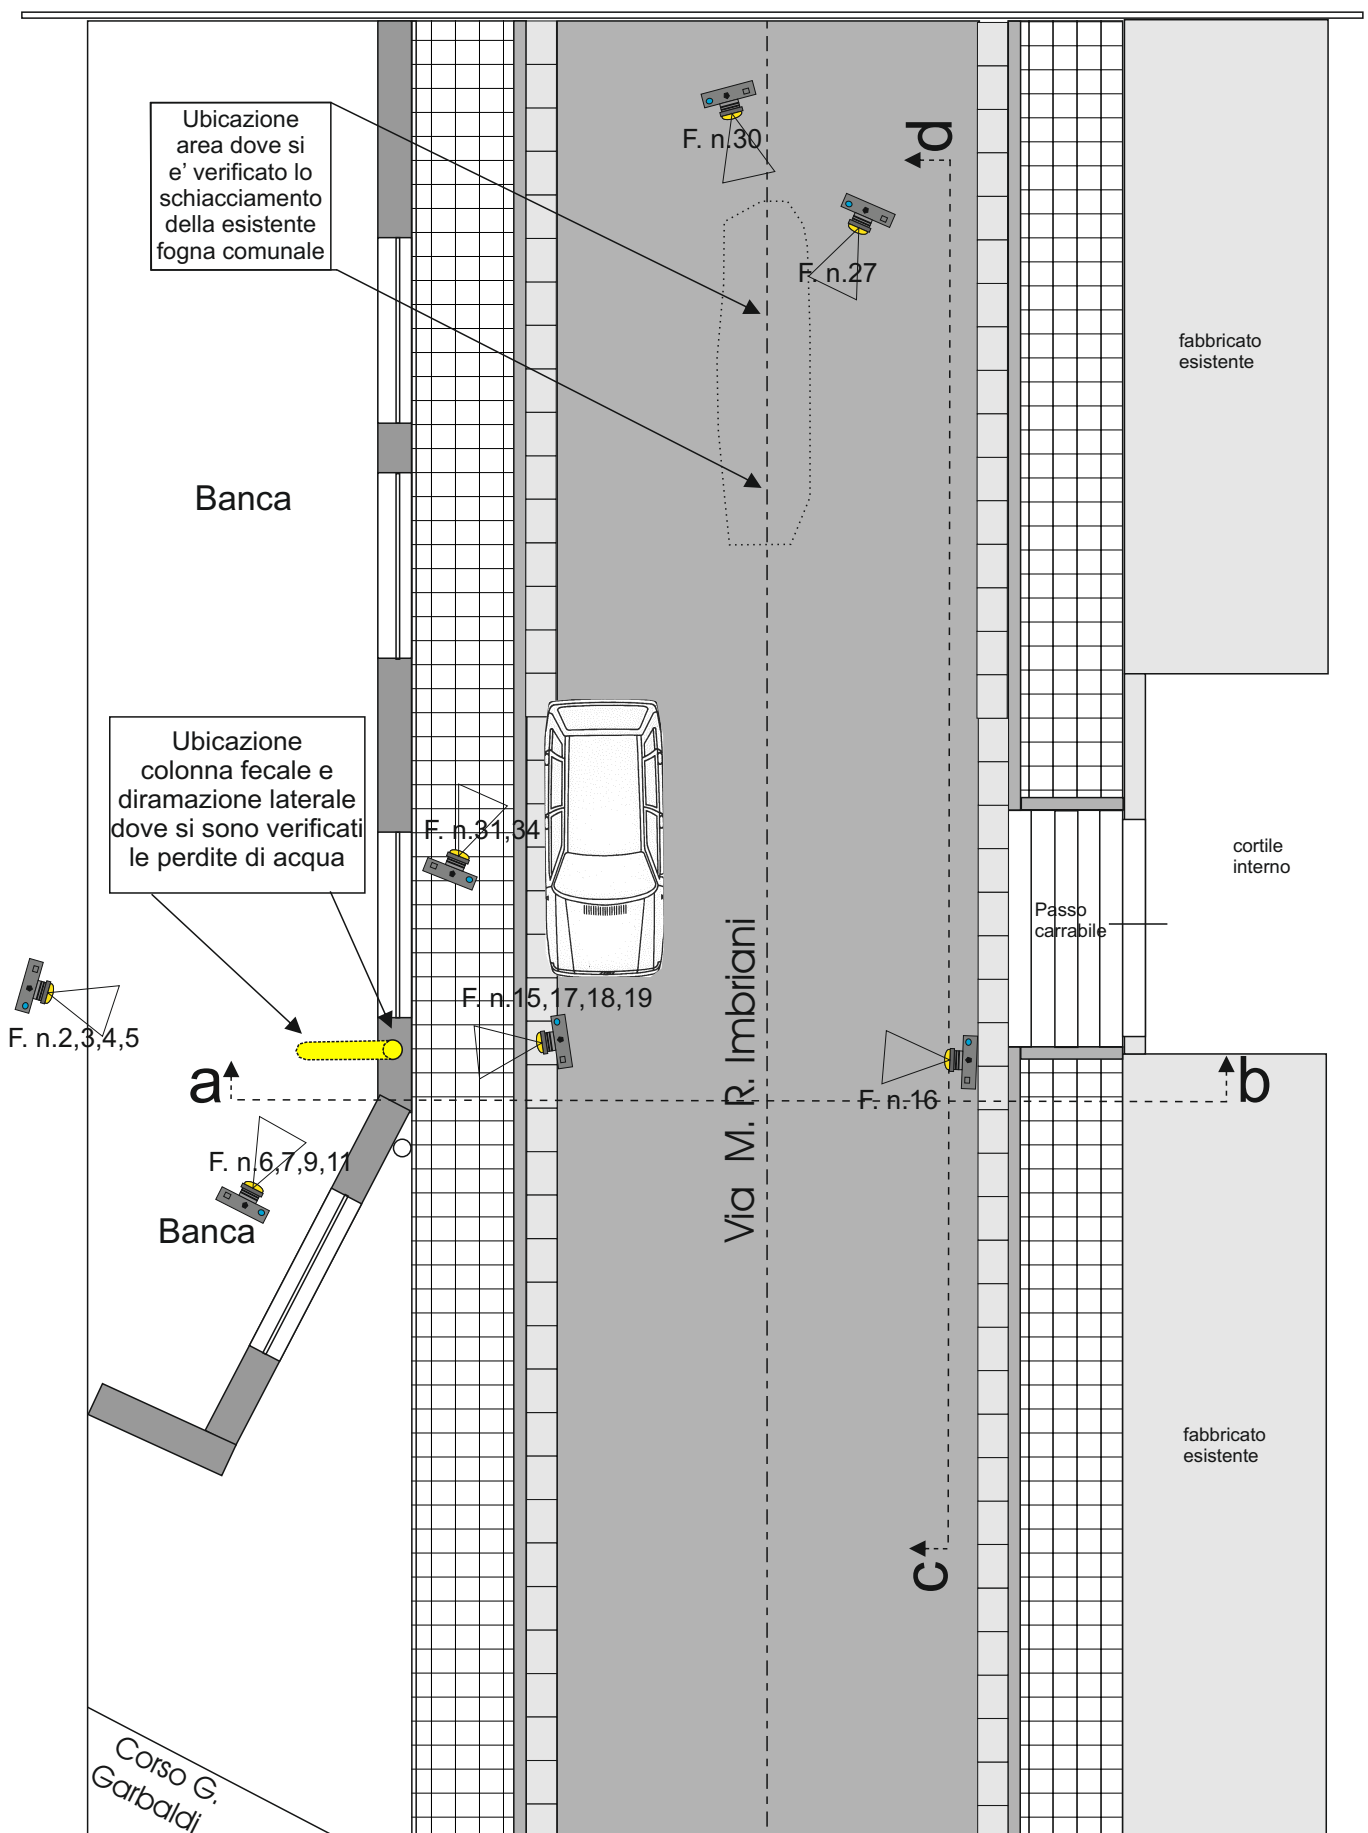 Ubicazione
area dove si
e' verificato lo
schiacciamento
della esistente
fogna comunale
F. n.30
d
F. n.27
fabbricato
esistente
Banca
Ubicazione
colonna fecale e
diramazione laterale
dove si sono verificati
le perdite di acqua
F. n.31,34
cortile
interno
Passo
carrabile
Via M. R. Imbriani
F. n.15,17,18,19
F. n.2,3,4,5
a
b
F. n.16
F. n.6,7,9,11
Banca
fabbricato
esistente
c
Corso G.
Garbaldi